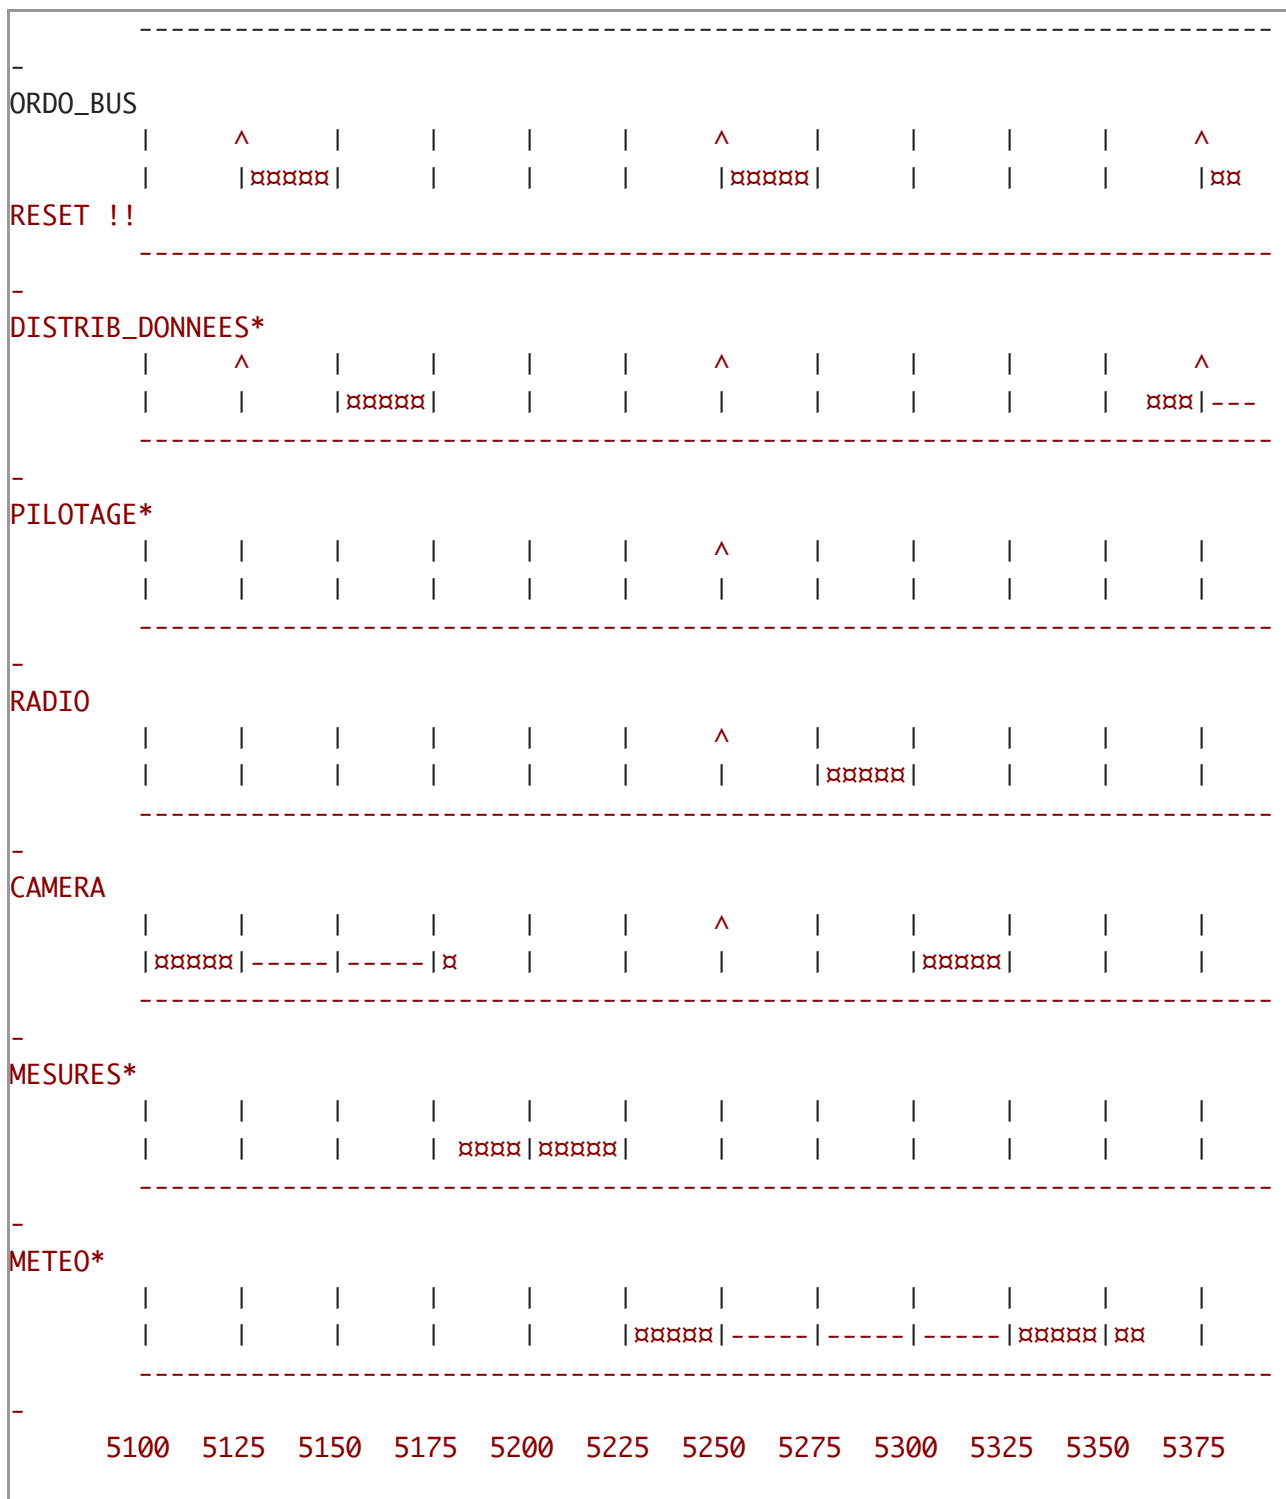 -----------------------------------------------------------------------
-
ORDO_BUS
        |     ^     |     |     |     |     ^     |     |     |     |     ^
        |     |¤¤¤¤¤|     |     |     |     |¤¤¤¤¤|     |     |     |     |¤¤
RESET !!
        -----------------------------------------------------------------------
-
DISTRIB_DONNEES*
        |     ^     |     |     |     |     ^     |     |     |     |     ^
        |     |     |¤¤¤¤¤|     |     |     |     |     |     |     |  ¤¤¤|---
        -----------------------------------------------------------------------
-
PILOTAGE*
        |     |     |     |     |     |     ^     |     |     |     |     |
        |     |     |     |     |     |     |     |     |     |     |     |
        -----------------------------------------------------------------------
-
RADIO
        |     |     |     |     |     |     ^     |     |     |     |     |
        |     |     |     |     |     |     |     |¤¤¤¤¤|     |     |     |
        -----------------------------------------------------------------------
-
CAMERA
        |     |     |     |     |     |     ^     |     |     |     |     |
        |¤¤¤¤¤|-----|-----|¤    |     |     |     |     |¤¤¤¤¤|     |     |
        -----------------------------------------------------------------------
-
MESURES*
        |     |     |     |     |     |     |     |     |     |     |     |
        |     |     |     | ¤¤¤¤|¤¤¤¤¤|     |     |     |     |     |     |
        -----------------------------------------------------------------------
-
METEO*
        |     |     |     |     |     |     |     |     |     |     |     |
        |     |     |     |     |     |¤¤¤¤¤|-----|-----|-----|¤¤¤¤¤|¤¤   |
        -----------------------------------------------------------------------
-
      5100  5125  5150  5175  5200  5225  5250  5275  5300  5325  5350  5375